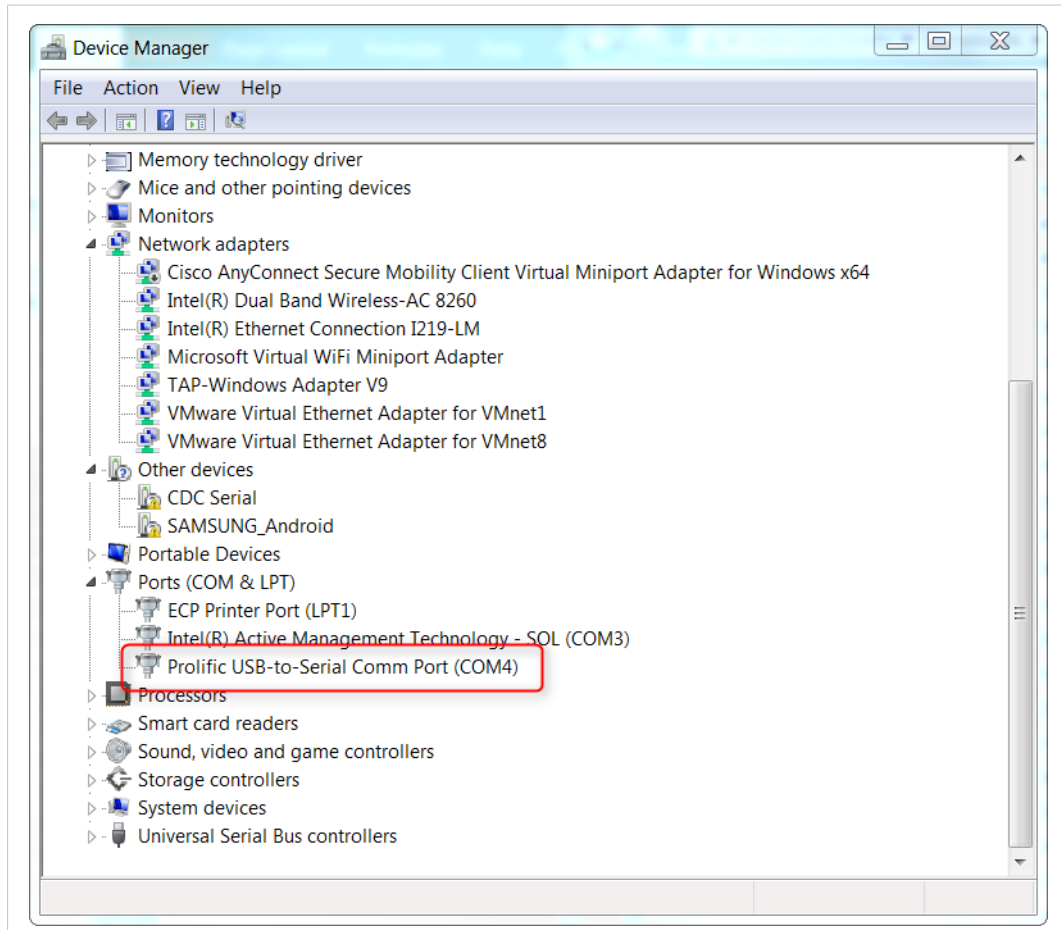 Device Manager
File Action View Help
Memory technology driver
Mice and other pointing devices
Monitors
Network adapters
Cisco AnyConnect Secure Mobility Client Virtual Miniport Adapter for Windows x64
Intel(R) Dual Band Wireless-AC 8260
Intel(R) Ethernet Connection I219-LM
Microsoft Virtual WiFi Miniport Adapter
TAP-Windows Adapter V9
VMware Virtual Ethernet Adapter for VMnet1
VMware Virtual Ethernet Adapter for VMnet8
Other devices
CDC Serial
SAMSUNG_Android
Portable Devices
Ports (COM & LPT)
ECP Printer Port (LPT1)
Intel(R) Active Management Technology - SOL (COM3)
Prolific USB-to-Serial Comm Port (COM4)
Processors
Smart card readers
Sound, video and game controllers
Storage controllers
System devices
Universal Serial Bus controllers